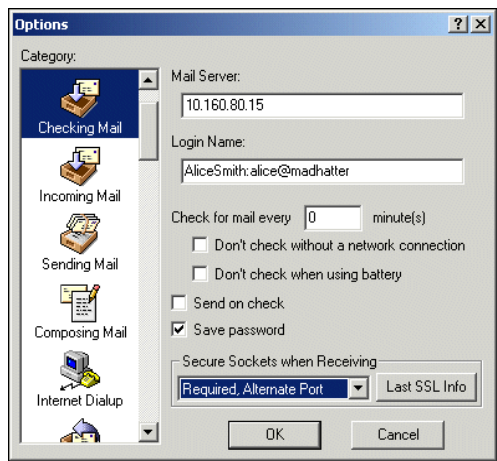 Options
Category:
Checking Mail
Incoming Mail
Sending Mail
Composing Mail
Internet Dialup
Mail Server:
10.160.80.15
Login Name:
AliceSmith:alice@madhatter
Check for mail every 0 minute(s)
Don't check without a network connection
Don't check when using battery
Send on check
Save password
Secure Sockets when Receiving
Required, Alternate Port
Last SSL Info
OK
Cancel